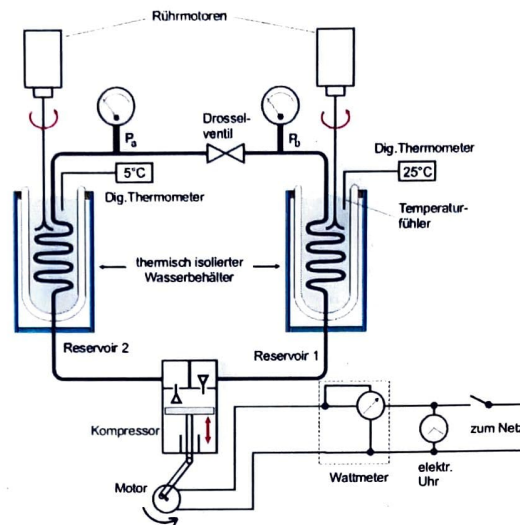 Rührmotoren
Drossel-
ventil
Pa
Pb
Dig.Thermometer
5°C
25°C
Dig.Thermometer
Temperatur-
fühler
thermisch isolierter
Wasserbehälter
Reservoir 2
Reservoir 1
Kompressor
zum Netz
Motor
Wattmeter
elektr.
Uhr